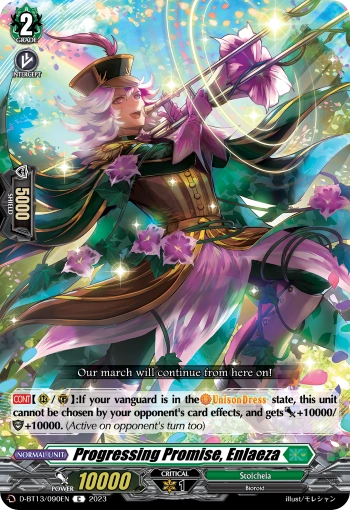 2
GRADE
INTERCEPT
5000
SHIELD
Our march will continue from here on!
CONT【 / 】:If your vanguard is in the UnisonDress state, this unit
cannot be chosen by your opponent's card effects, and gets +10000/
+10000. (Active on opponent's turn too)
NORMAL UNIT
Progressing Promise, Enlaeza
POWER
10000
CRITICAL
1
Stoicheia
Bioroid
D-BT13/090EN C 2023
illust/モレシャン